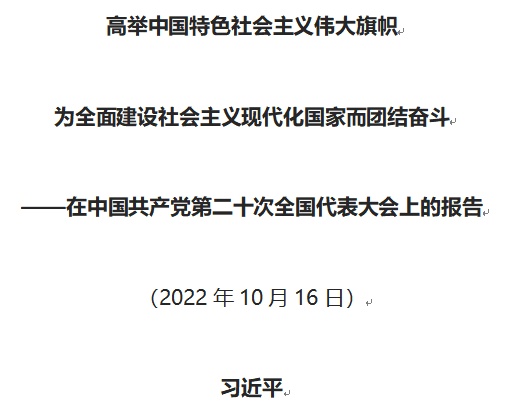 高举中国特色社会主义伟大旗帜
为全面建设社会主义现代化国家而团结奋斗
——在中国共产党第二十次全国代表大会上的报告
（2022 年 10 月 16 日）
习近平